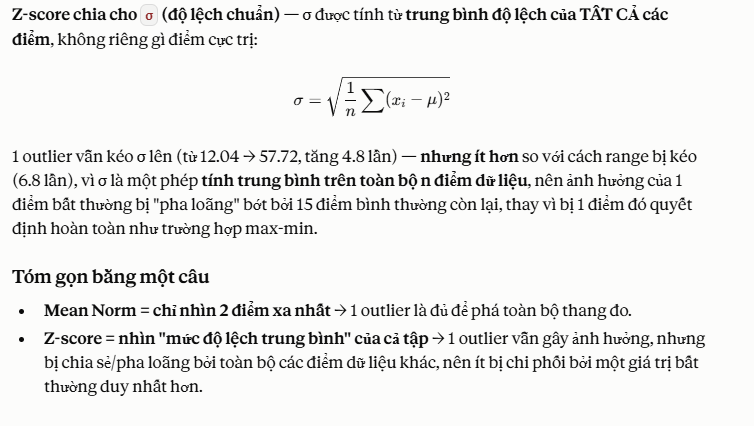 Z-score chia cho σ (độ lệch chuẩn) — σ được tính từ trung bình độ lệch của TẤT CẢ các
điểm, không riêng gì điểm cực trị:
σ = √(1/n ∑(xᵢ − μ)²)
1 outlier vẫn kéo σ lên (từ 12.04 → 57.72, tăng 4.8 lần) — nhưng ít hơn so với cách range bị kéo
(6.8 lần), vì σ là một phép tính trung bình trên toàn bộ n điểm dữ liệu, nên ảnh hưởng của 1
điểm bất thường bị "pha loãng" bớt bởi 15 điểm bình thường còn lại, thay vì bị 1 điểm đó quyết
định hoàn toàn như trường hợp max-min.
Tóm gọn bằng một câu
• Mean Norm = chỉ nhìn 2 điểm xa nhất → 1 outlier là đủ để phá toàn bộ thang đo.
• Z-score = nhìn "mức độ lệch trung bình" của cả tập → 1 outlier vẫn gây ảnh hưởng, nhưng
bị chia sẻ/pha loãng bởi toàn bộ các điểm dữ liệu khác, nên ít bị chi phối bởi một giá trị bất
thường duy nhất hơn.